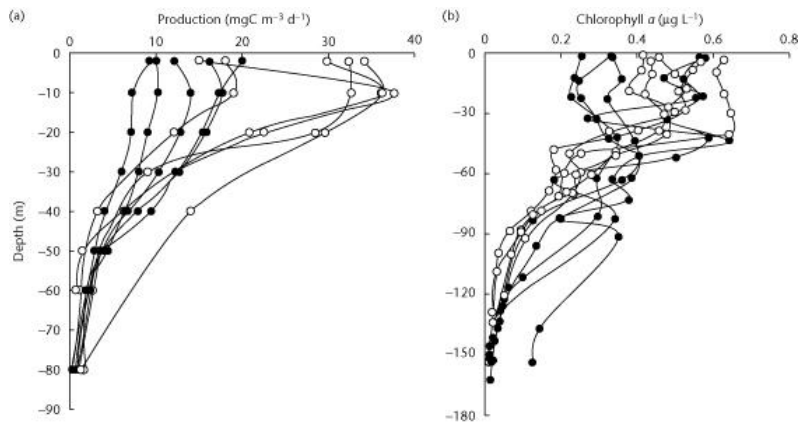 (a)
Production (mgC m⁻³ d⁻¹)
0 10 20 30 40
0
–10
–20
–30
–40
–50
–60
–70
–80
–90
Depth (m)
(b)
Chlorophyll a (µg L⁻¹)
0 0.2 0.4 0.6 0.8
0
–30
–60
–90
–120
–150
–180